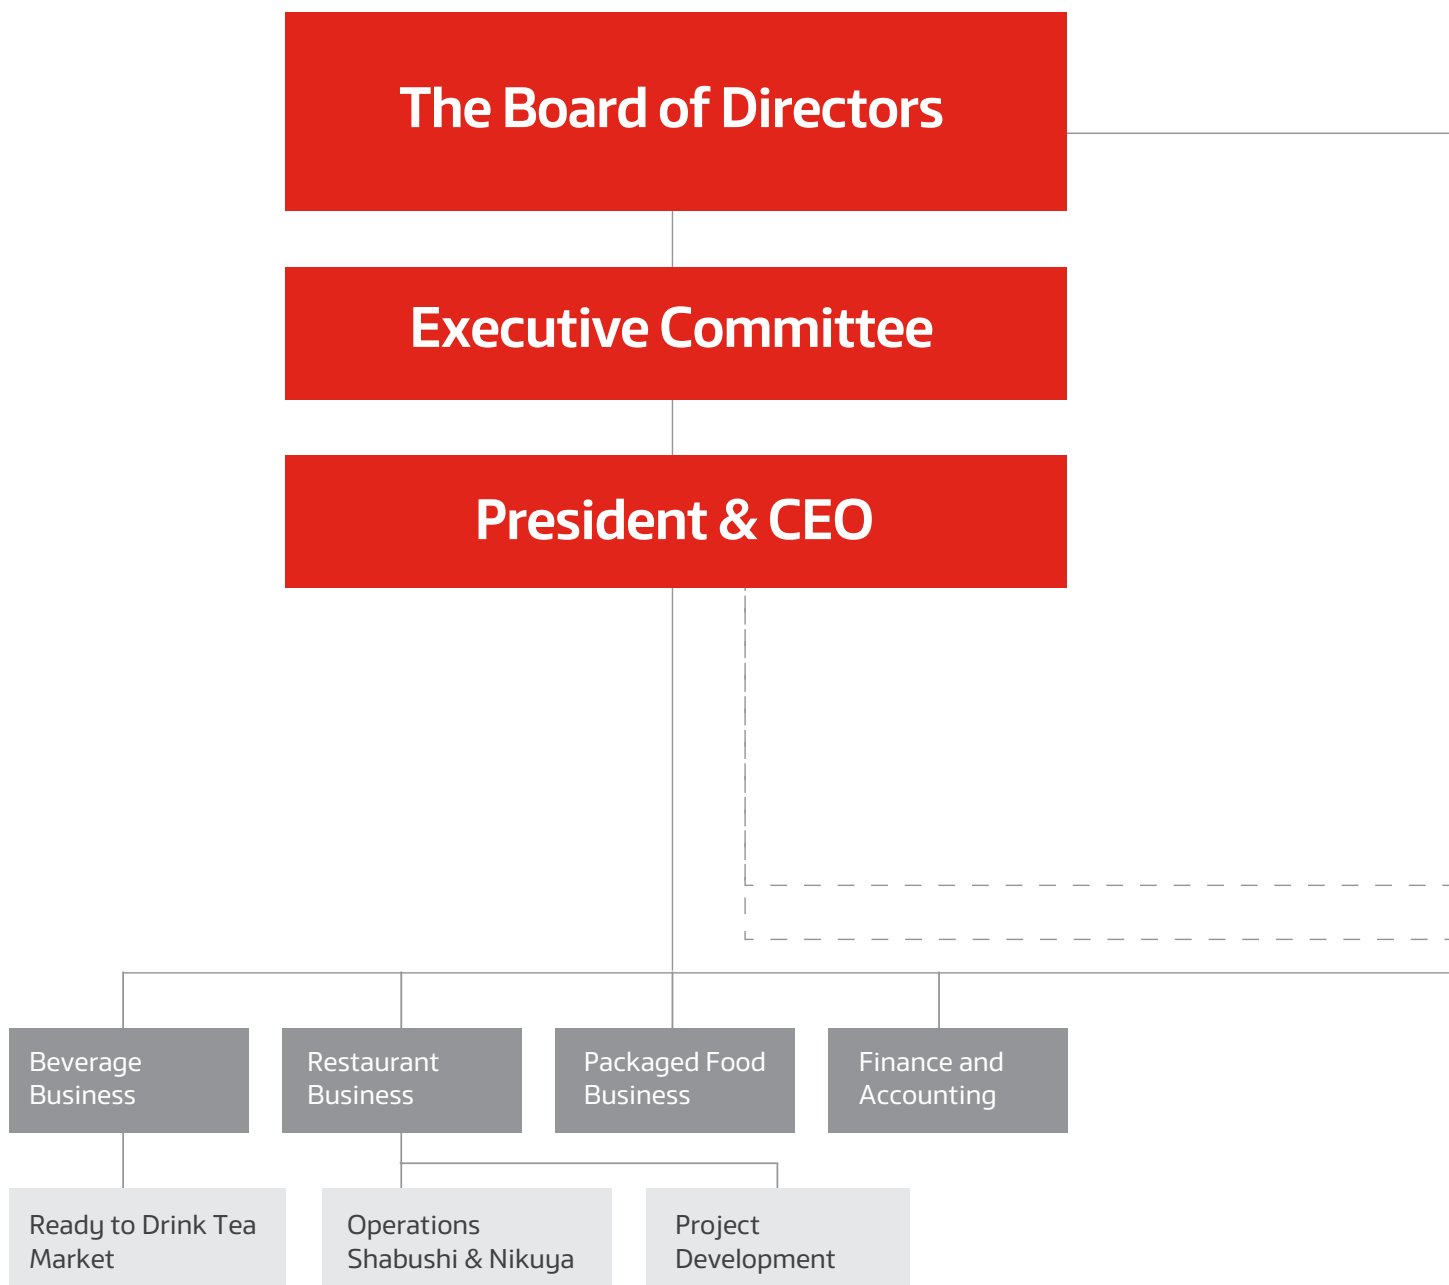 The Board of Directors
Executive Committee
President & CEO
Beverage
Business
Restaurant
Business
Packaged Food
Business
Finance and
Accounting
Ready to Drink Tea
Market
Operations
Shabushi & Nikuya
Project
Development